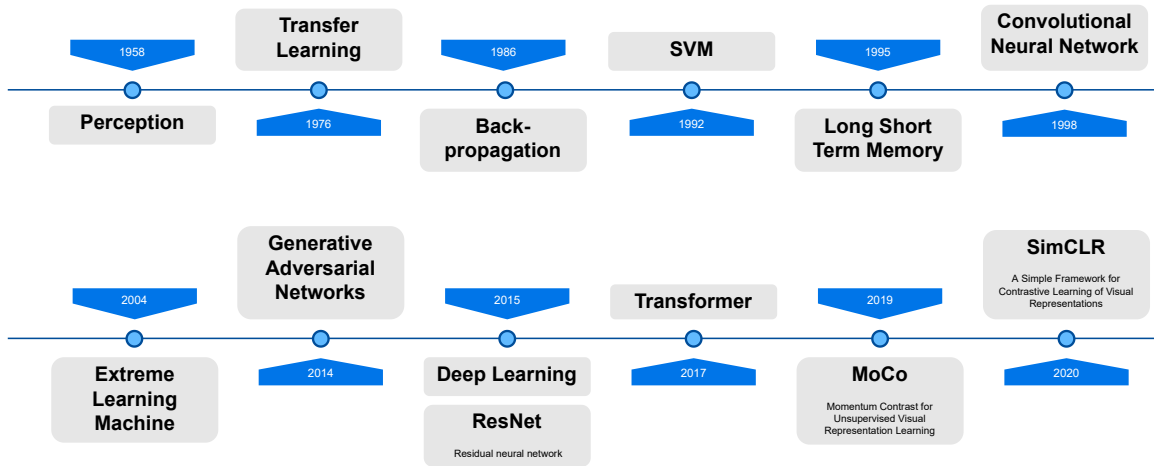 1958
Perception
Transfer
Learning
1976
1986
Back-
propagation
SVM
1992
1995
Long Short
Term Memory
Convolutional
Neural Network
1998
2004
Extreme
Learning
Machine
Generative
Adversarial
Networks
2014
2015
Deep Learning
ResNet
Residual neural network
Transformer
2017
2019
MoCo
Momentum Contrast for
Unsupervised Visual
Representation Learning
SimCLR
A Simple Framework for
Contrastive Learning of Visual
Representations
2020